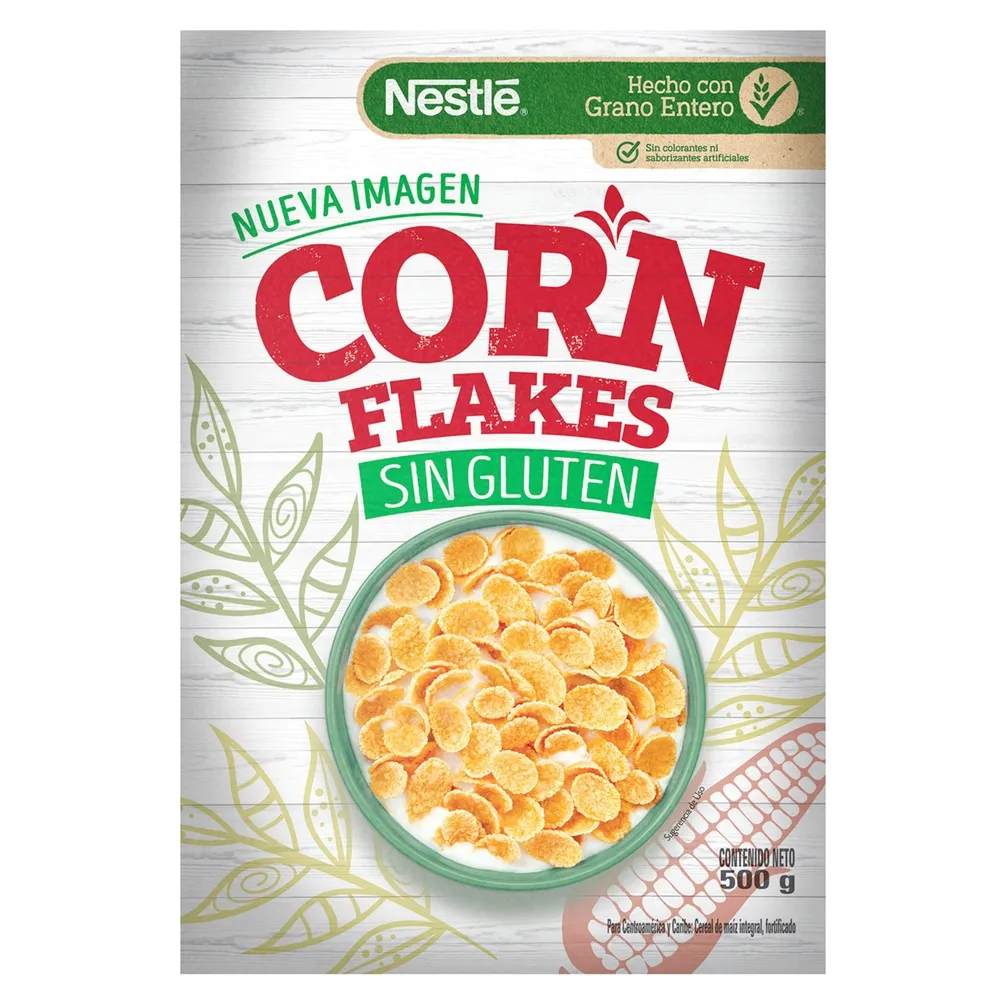 Nestlé®
Hecho con
Grano Entero
®
Sin colorantes ni
saborizantes artificiales
NUEVA IMAGEN
CORN
FLAKES
SIN GLUTEN
Sugerencia de Uso
CONTENIDO NETO
500 g
Para Centroamérica y Caribe: Cereal de maíz integral, fortificado